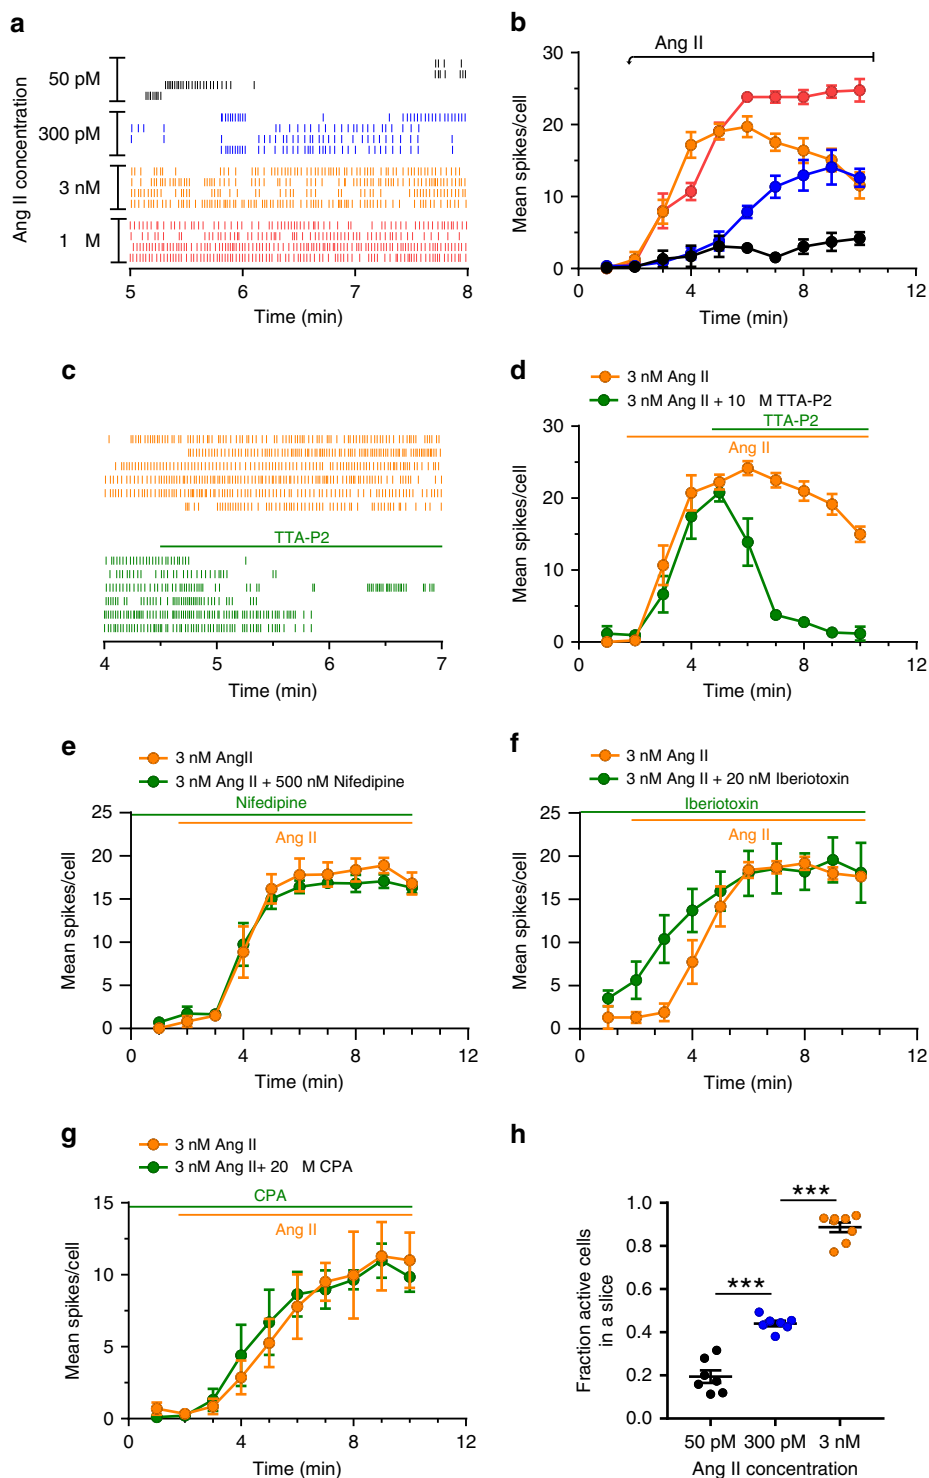 a
Ang II concentration
50 pM
300 pM
3 nM
1 M
5 6 7 8
Time (min)
b
Ang II
Mean spikes/cell
30
20
10
0
0 4 8 12
Time (min)
c
TTA-P2
4 5 6 7
Time (min)
d
3 nM Ang II
3 nM Ang II + 10 M TTA-P2
TTA-P2
Ang II
Mean spikes/cell
30
20
10
0
0 4 8 12
Time (min)
e
3 nM AngII
3 nM Ang II + 500 nM Nifedipine
Nifedipine
Ang II
Mean spikes/cell
25
20
15
10
5
0
0 4 8 12
Time (min)
f
3 nM Ang II
3 nM Ang II + 20 nM Iberiotoxin
Iberiotoxin
Ang II
Mean spikes/cell
25
20
15
10
5
0
0 4 8 12
Time (min)
g
3 nM Ang II
3 nM Ang II+ 20 M CPA
CPA
Ang II
Mean spikes/cell
15
10
5
0
0 4 8 12
Time (min)
h
Fraction active cells
in a slice
1.0
0.8
0.6
0.4
0.2
0.0
***
***
50 pM 300 pM 3 nM
Ang II concentration